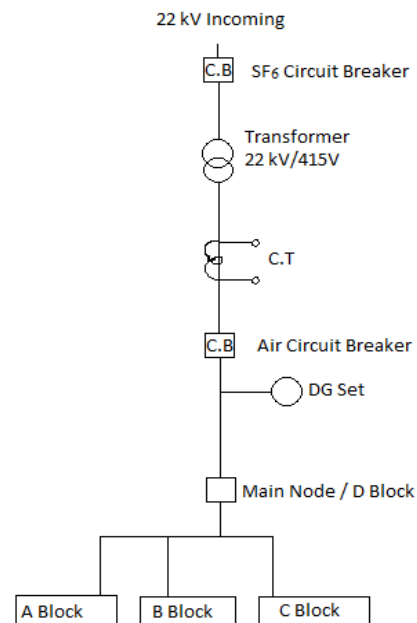 22 kV Incoming
C.B
SF6 Circuit Breaker
Transformer
22 kV/415V
C.T
C.B
Air Circuit Breaker
DG Set
Main Node / D Block
A Block
B Block
C Block